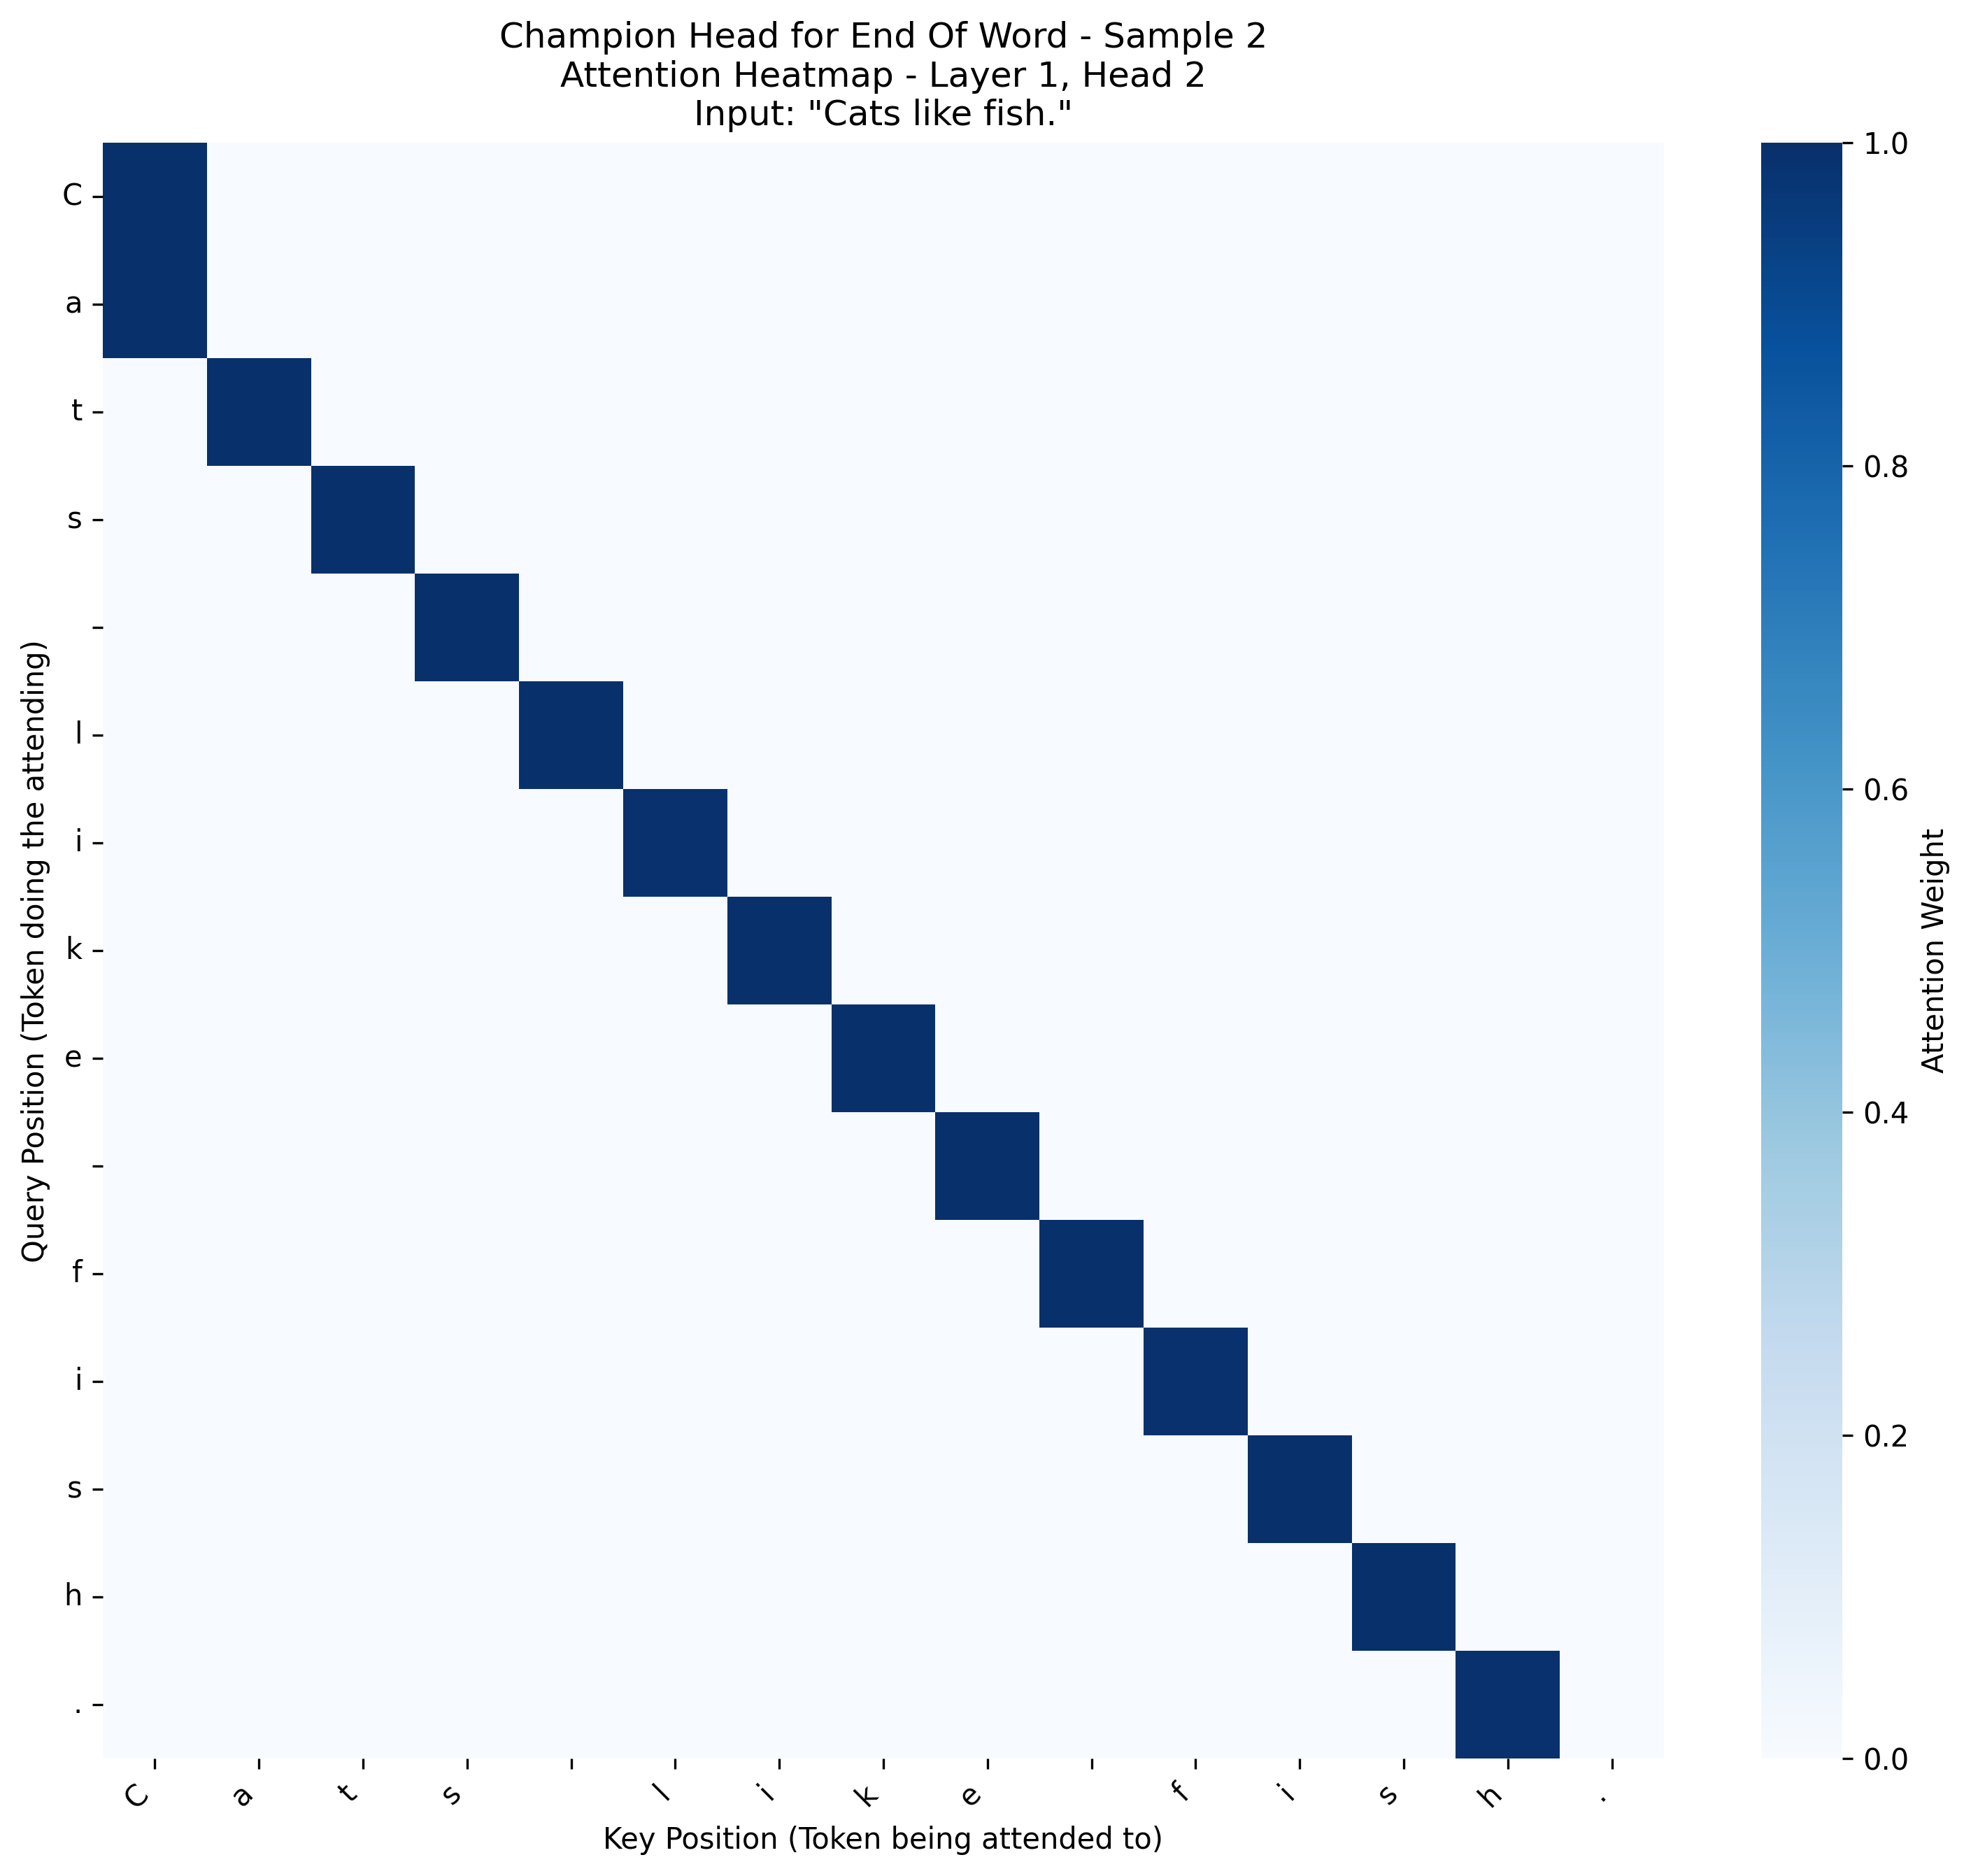 Champion Head for End Of Word - Sample 2
Attention Heatmap - Layer 1, Head 2
Input: "Cats like fish."
Query Position (Token doing the attending)
C
a
t
s
l
i
k
e
f
i
s
h
.
C a t s l i k e f i s h .
Key Position (Token being attended to)
1.0
0.8
0.6
0.4
0.2
0.0
Attention Weight